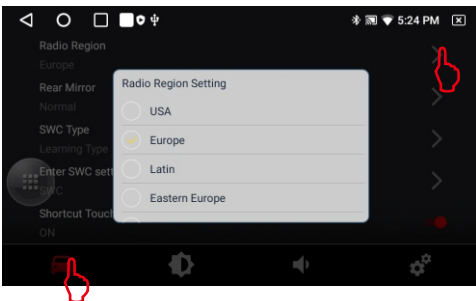 5:24 PM
Radio Region
Europe
Rear Mirror
Normal
SWC Type
Learning Type
Enter SWC sett
SWC
Shortcut Touch
ON
Radio Region Setting
USA
Europe
Latin
Eastern Europe